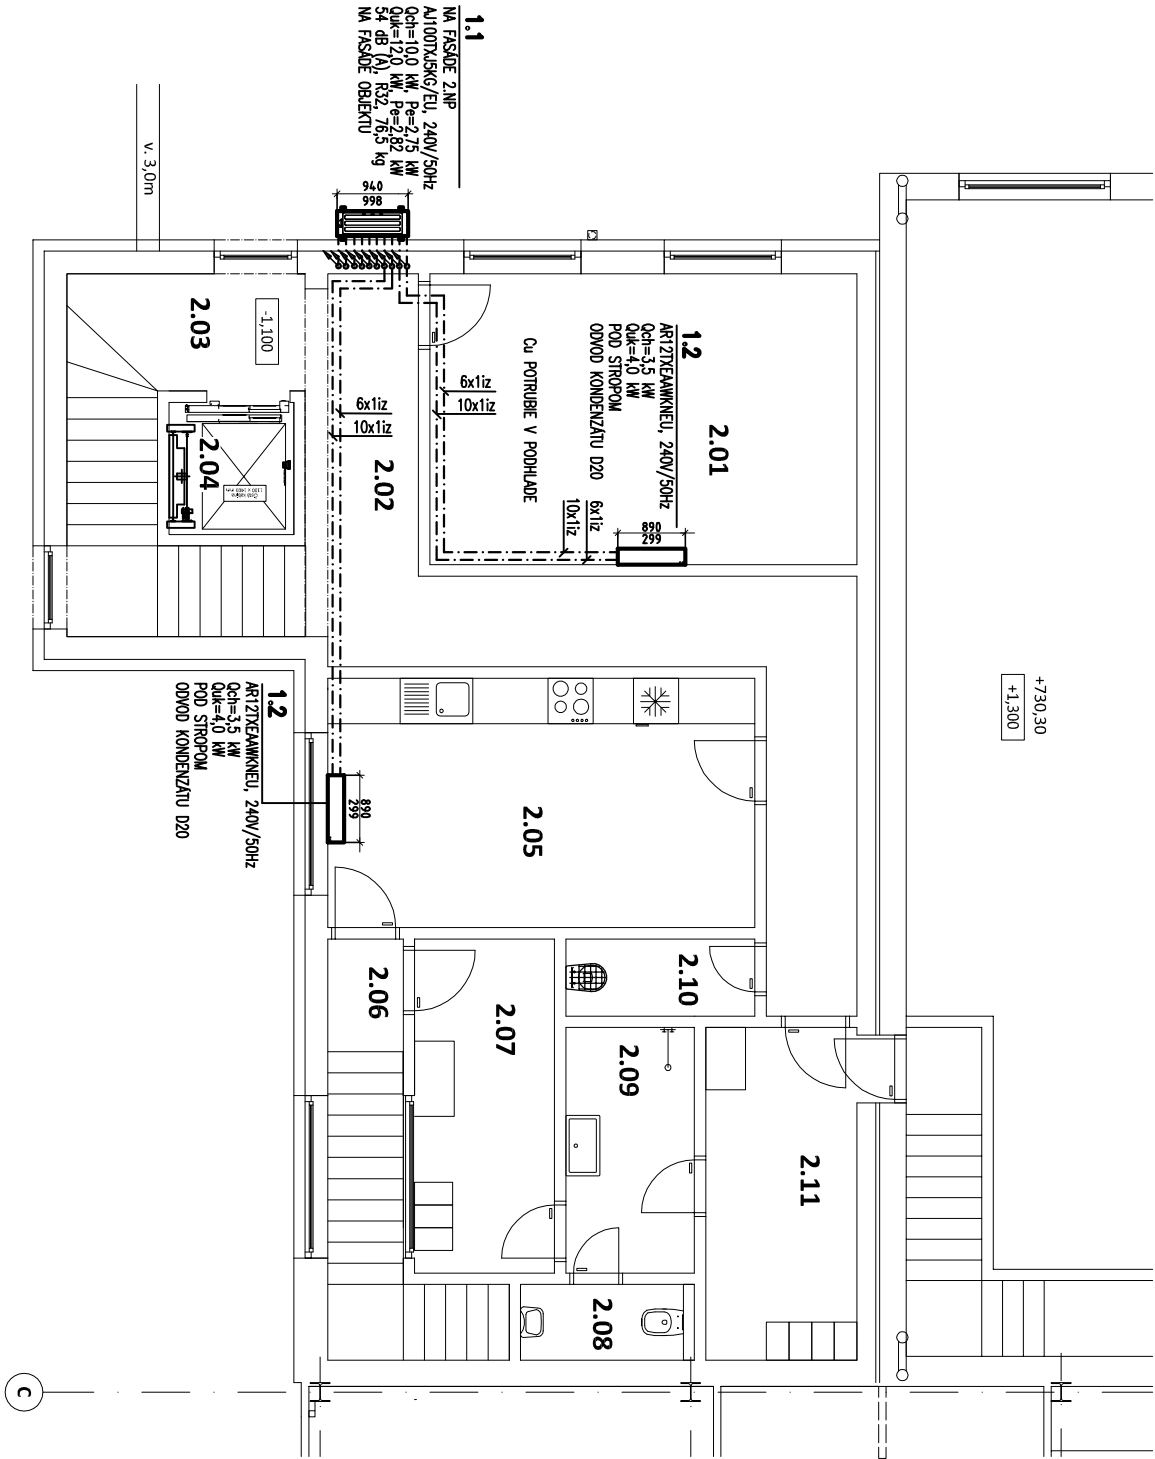 1.1
NA FASÁDE 2.NP
AJ100TXJ5KG/EU, 240V/50Hz
Qch=10,0 kW, Pe=2,75 kW
Quk=12,0 kW, Pe=2,82 kW
54 dB (A), R32, 76,5 kg
NA FASÁDE OBJEKTU
v. 3,0m
940
998
2.03
-1,100
2.04
2.02
6x1iz
10x1iz
6x1iz
10x1iz
Cu POTRUBIE V PODHLADE
1.2
AR12TXEAAWKNEU, 240V/50Hz
Qch=3,5 kW
Quk=4,0 kW
POD STROPOM
ODVOD KONDENZÁTU D20
2.01
6x1iz
10x1iz
890
299
+730,30
+1,300
1.2
AR12TXEAAWKNEU, 240V/50Hz
Qch=3,5 kW
Quk=4,0 kW
POD STROPOM
ODVOD KONDENZÁTU D20
890
299
2.05
2.06
2.07
2.10
2.09
2.11
2.08
C